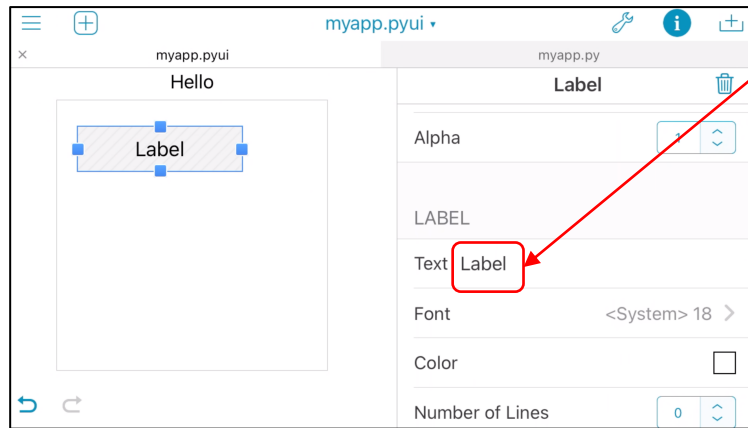 myapp.pyui
myapp.pyui
myapp.py
Hello
Label
Label
Alpha
1
LABEL
Text Label
Font <System> 18
Color
Number of Lines 0